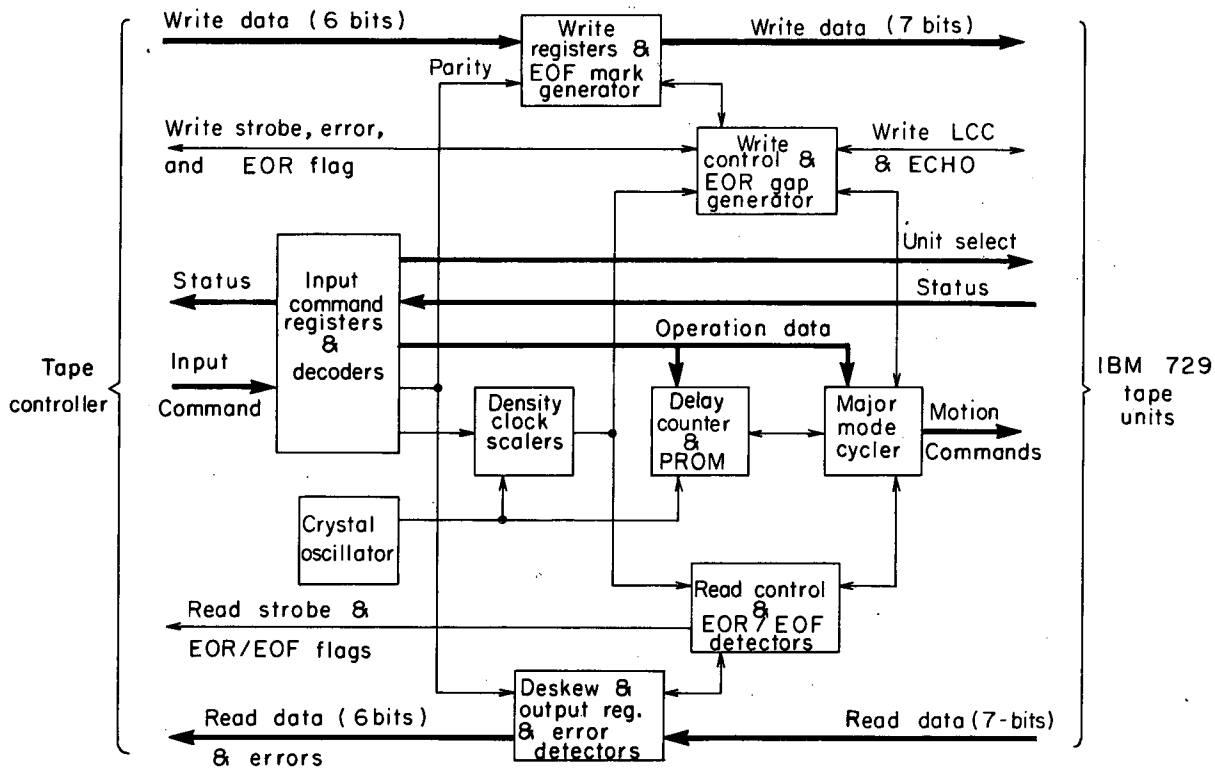 Write data (6 bits)
Write
registers &
EOF mark
generator
Write data (7 bits)
Parity
Write strobe, error,
and EOR flag
Write
control &
EOR gap
generator
Write LCC
& ECHO
Unit select
Status
Input
command
registers
&
decoders
Status
Operation data
Input
Command
Tape
controller
Density
clock
scalers
Delay
counter
&
PROM
Major
mode
cycler
Motion
Commands
IBM 729
tape
units
Crystal
oscillator
Read control
&
EOR / EOF
detectors
Read strobe &
EOR/EOF flags
Deskew &
output reg.
& error
detectors
Read data (6bits)
& errors
Read data (7-bits)